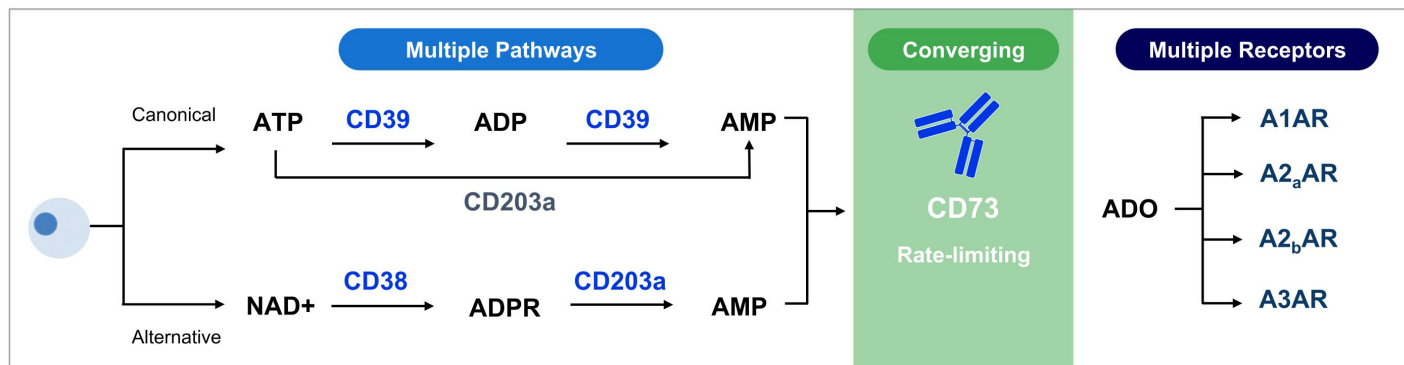 Multiple Pathways
Converging
Multiple Receptors
Canonical
ATP
CD39
ADP
CD39
AMP
CD203a
NAD+
CD38
ADPR
CD203a
AMP
Alternative
CD73
Rate-limiting
ADO
A1AR
A2aAR
A2bAR
A3AR